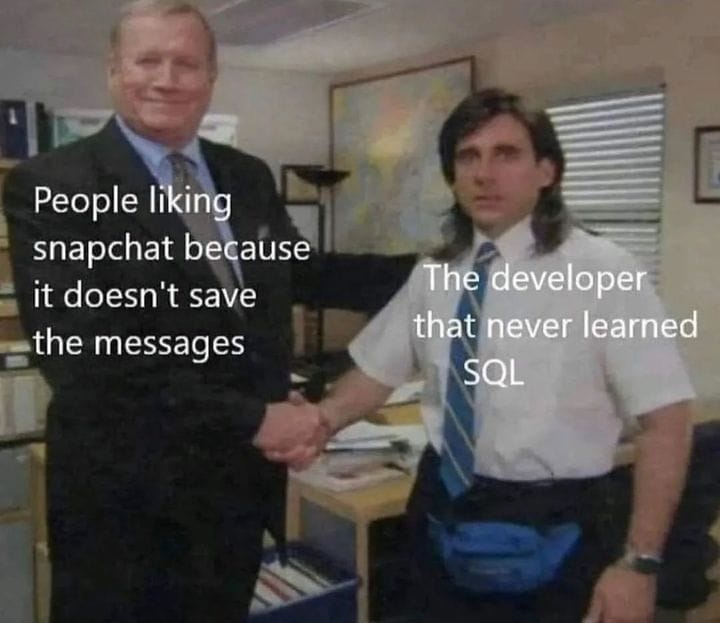 People liking
snapchat because
it doesn't save
the messages
The developer
that never learned
SQL